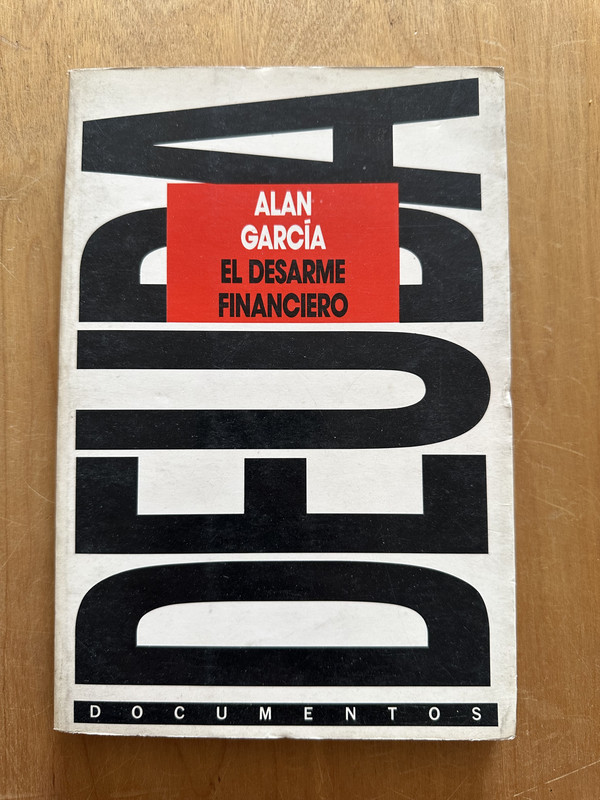 DEUDA
ALAN
GARCÍA
EL DESARME
FINANCIERO
DOCUMENTOS